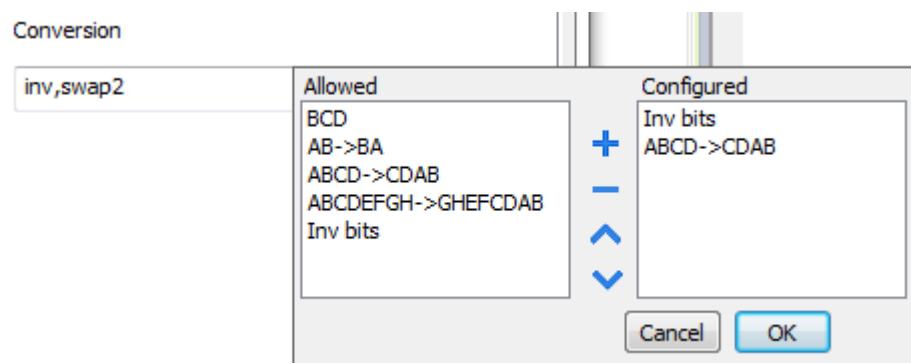 Conversion
inv,swap2
Allowed
BCD
AB->BA
ABCD->CDAB
ABCDEFGH->GHEFCDAB
Inv bits
Configured
Inv bits
ABCD->CDAB
Cancel
OK